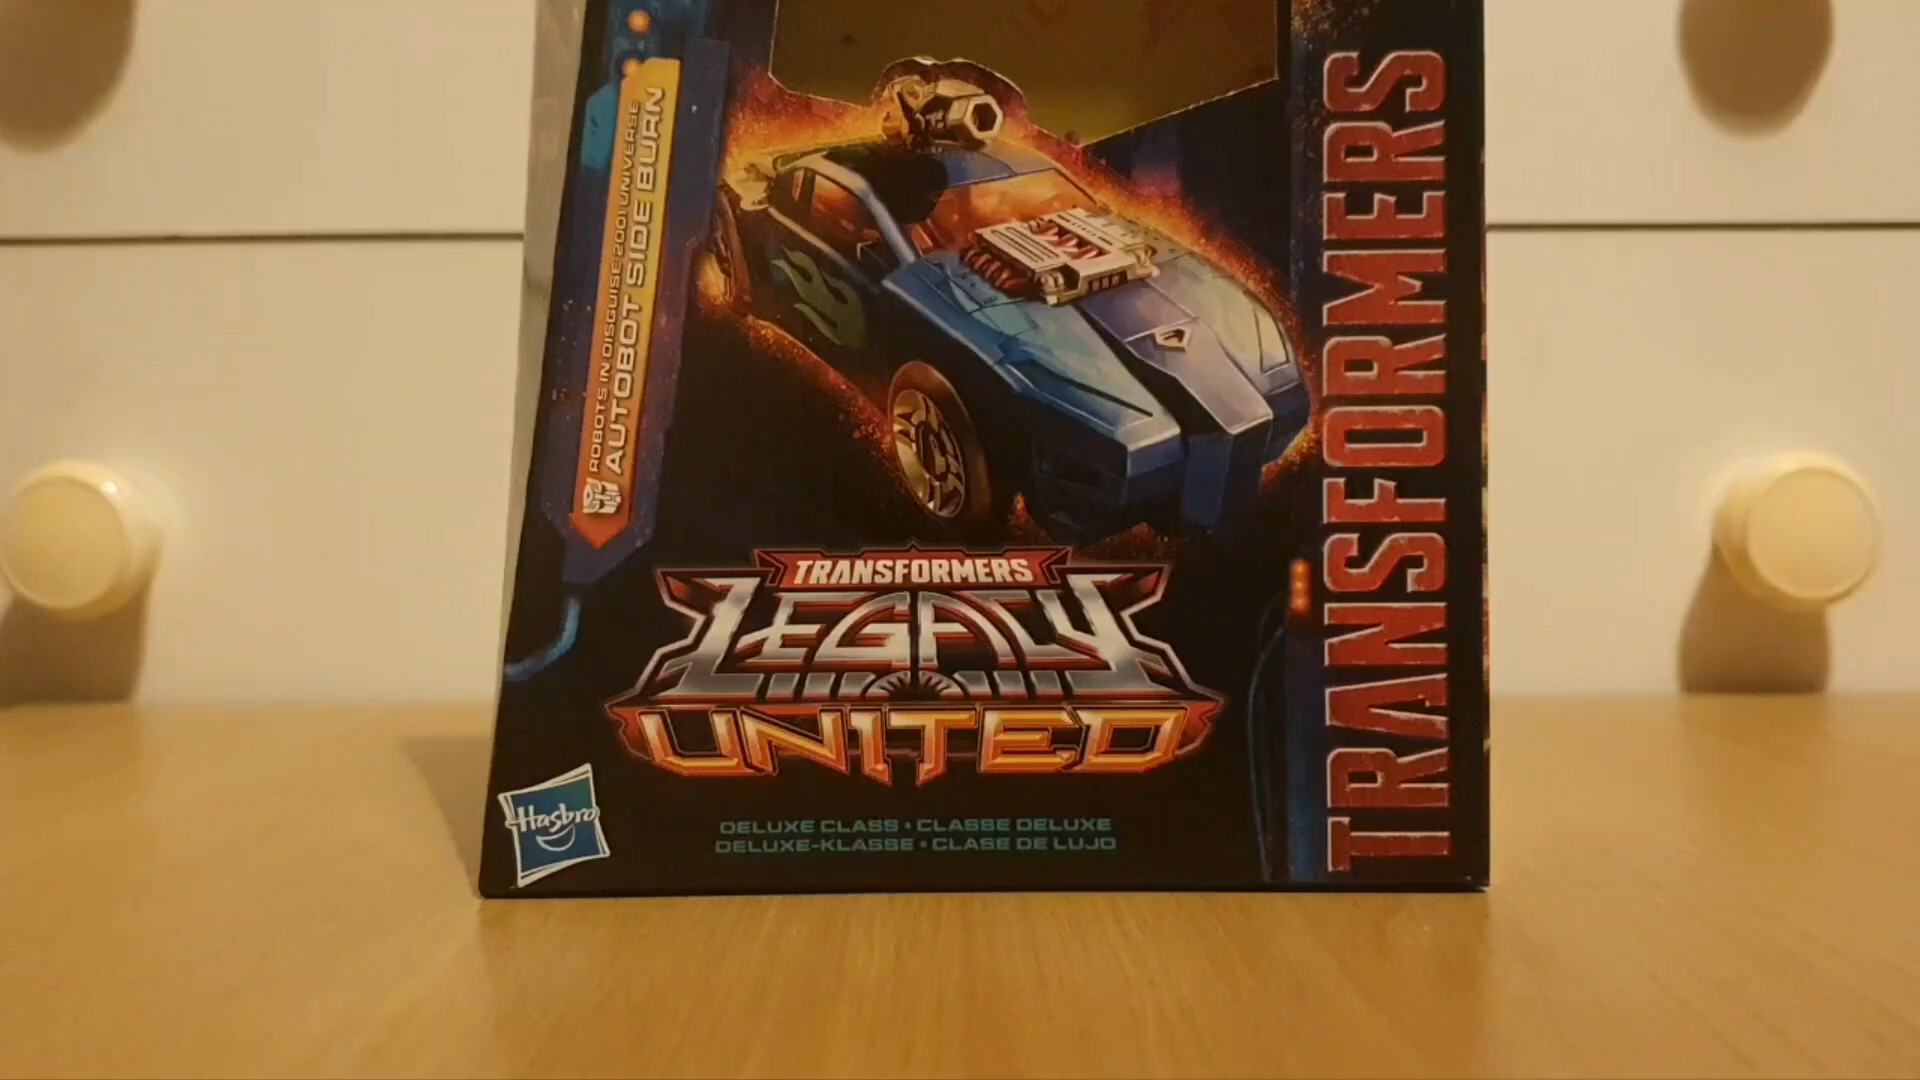 ROBOTS IN DISGUISE 2001 UNIVERSE
AUTOBOT SIDE BURN
TRANSFORMERS
TRANSFORMERS
LEGACY
UNITED
Hasbro
DELUXE CLASS • CLASSE DELUXE
DELUXE-KLASSE • CLASE DE LUJO